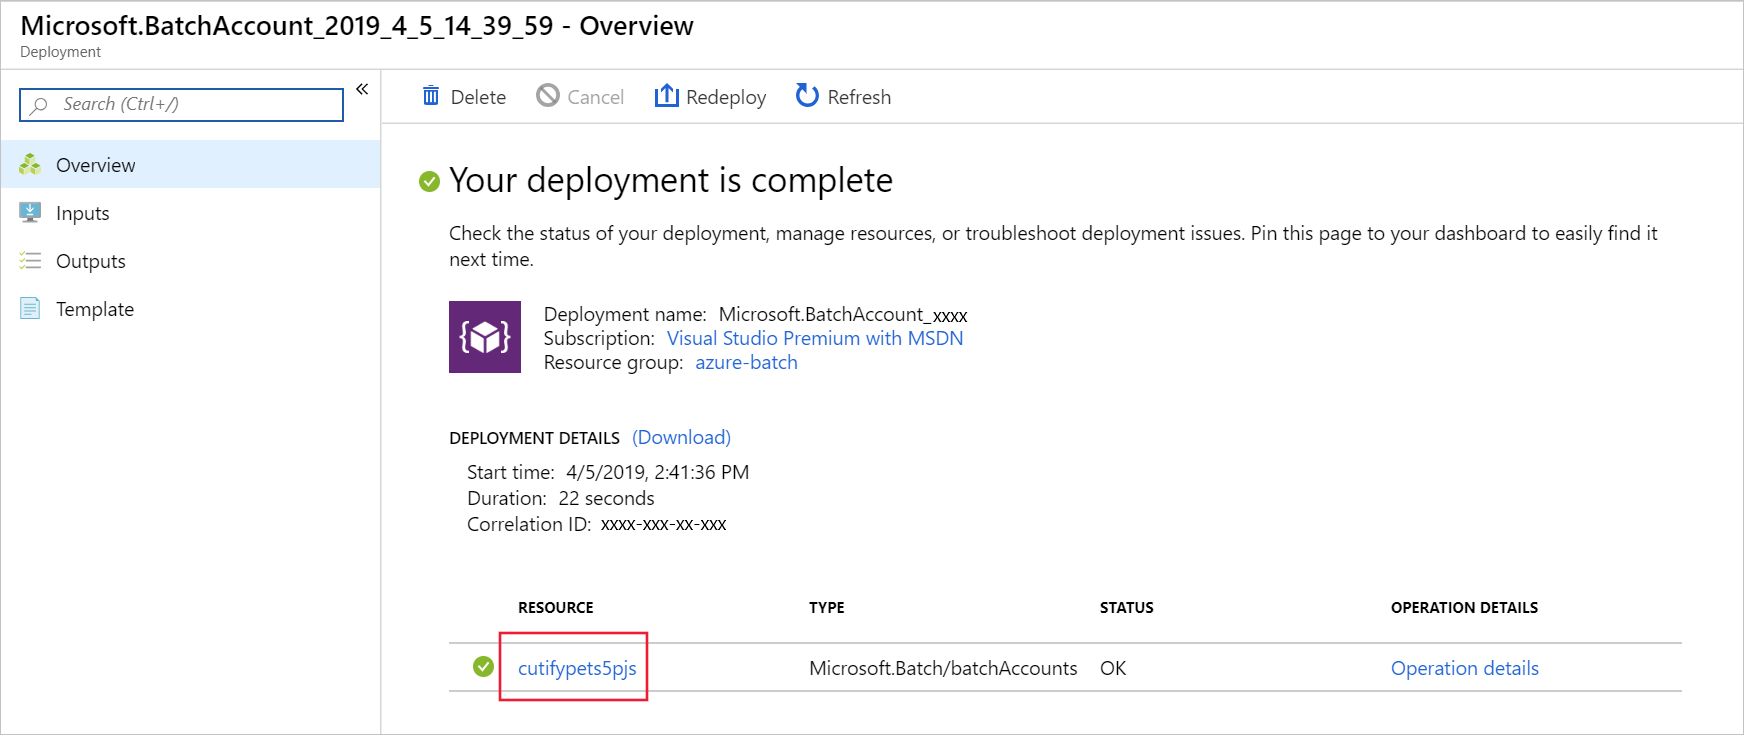 Microsoft.BatchAccount_2019_4_5_14_39_59 - Overview
Deployment
Search (Ctrl+/)
«
Overview
Inputs
Outputs
Template
Delete
Cancel
Redeploy
Refresh
Your deployment is complete
Check the status of your deployment, manage resources, or troubleshoot deployment issues. Pin this page to your dashboard to easily find it
next time.
Deployment name: Microsoft.BatchAccount_xxxx
Subscription: Visual Studio Premium with MSDN
Resource group: azure-batch
DEPLOYMENT DETAILS (Download)
Start time: 4/5/2019, 2:41:36 PM
Duration: 22 seconds
Correlation ID: xxxx-xxx-xx-xxx
RESOURCE TYPE STATUS OPERATION DETAILS
cutifypets5pjs Microsoft.Batch/batchAccounts OK Operation details